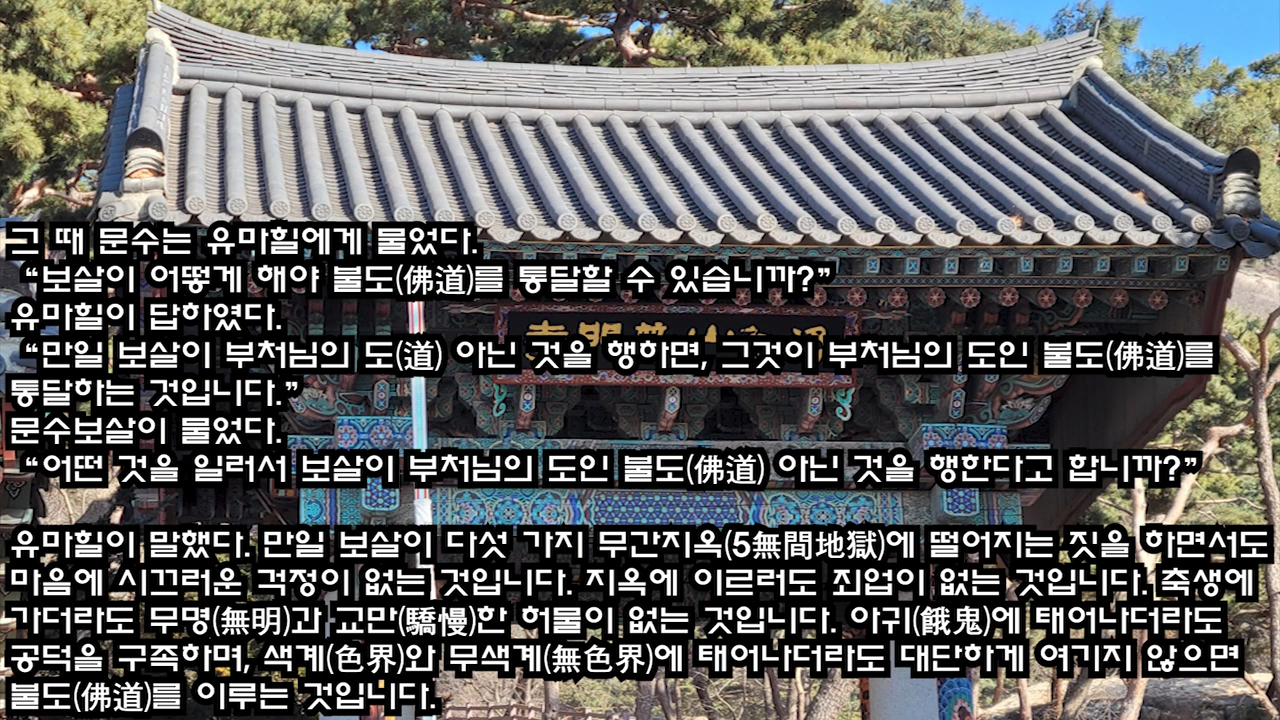 그 때 문수는 유마힐에게 물었다.
“보살이 어떻게 해야 불도(佛道)를 통달할 수 있습니까?”
유마힐이 답하였다.
“만일 보살이 부처님의 도(道) 아닌 것을 행하면, 그것이 부처님의 도인 불도(佛道)를
통달하는 것입니다.”
문수보살이 물었다.
“어떤 것을 일러서 보살이 부처님의 도인 불도(佛道) 아닌 것을 행한다고 합니까?”
유마힐이 말했다. 만일 보살이 다섯 가지 무간지옥(5無間地獄)에 떨어지는 짓을 하면서도
마음에 시끄러운 걱정이 없는 것입니다. 지옥에 이르러도 죄업이 없는 것입니다. 축생에
가더라도 무명(無明)과 교만(驕慢)한 허물이 없는 것입니다. 아귀(餓鬼)에 태어나더라도
공덕을 구족하며, 색계(色界)와 무색계(無色界)에 태어나더라도 대단하게 여기지 않으면
불도(佛道)를 이루는 것입니다.